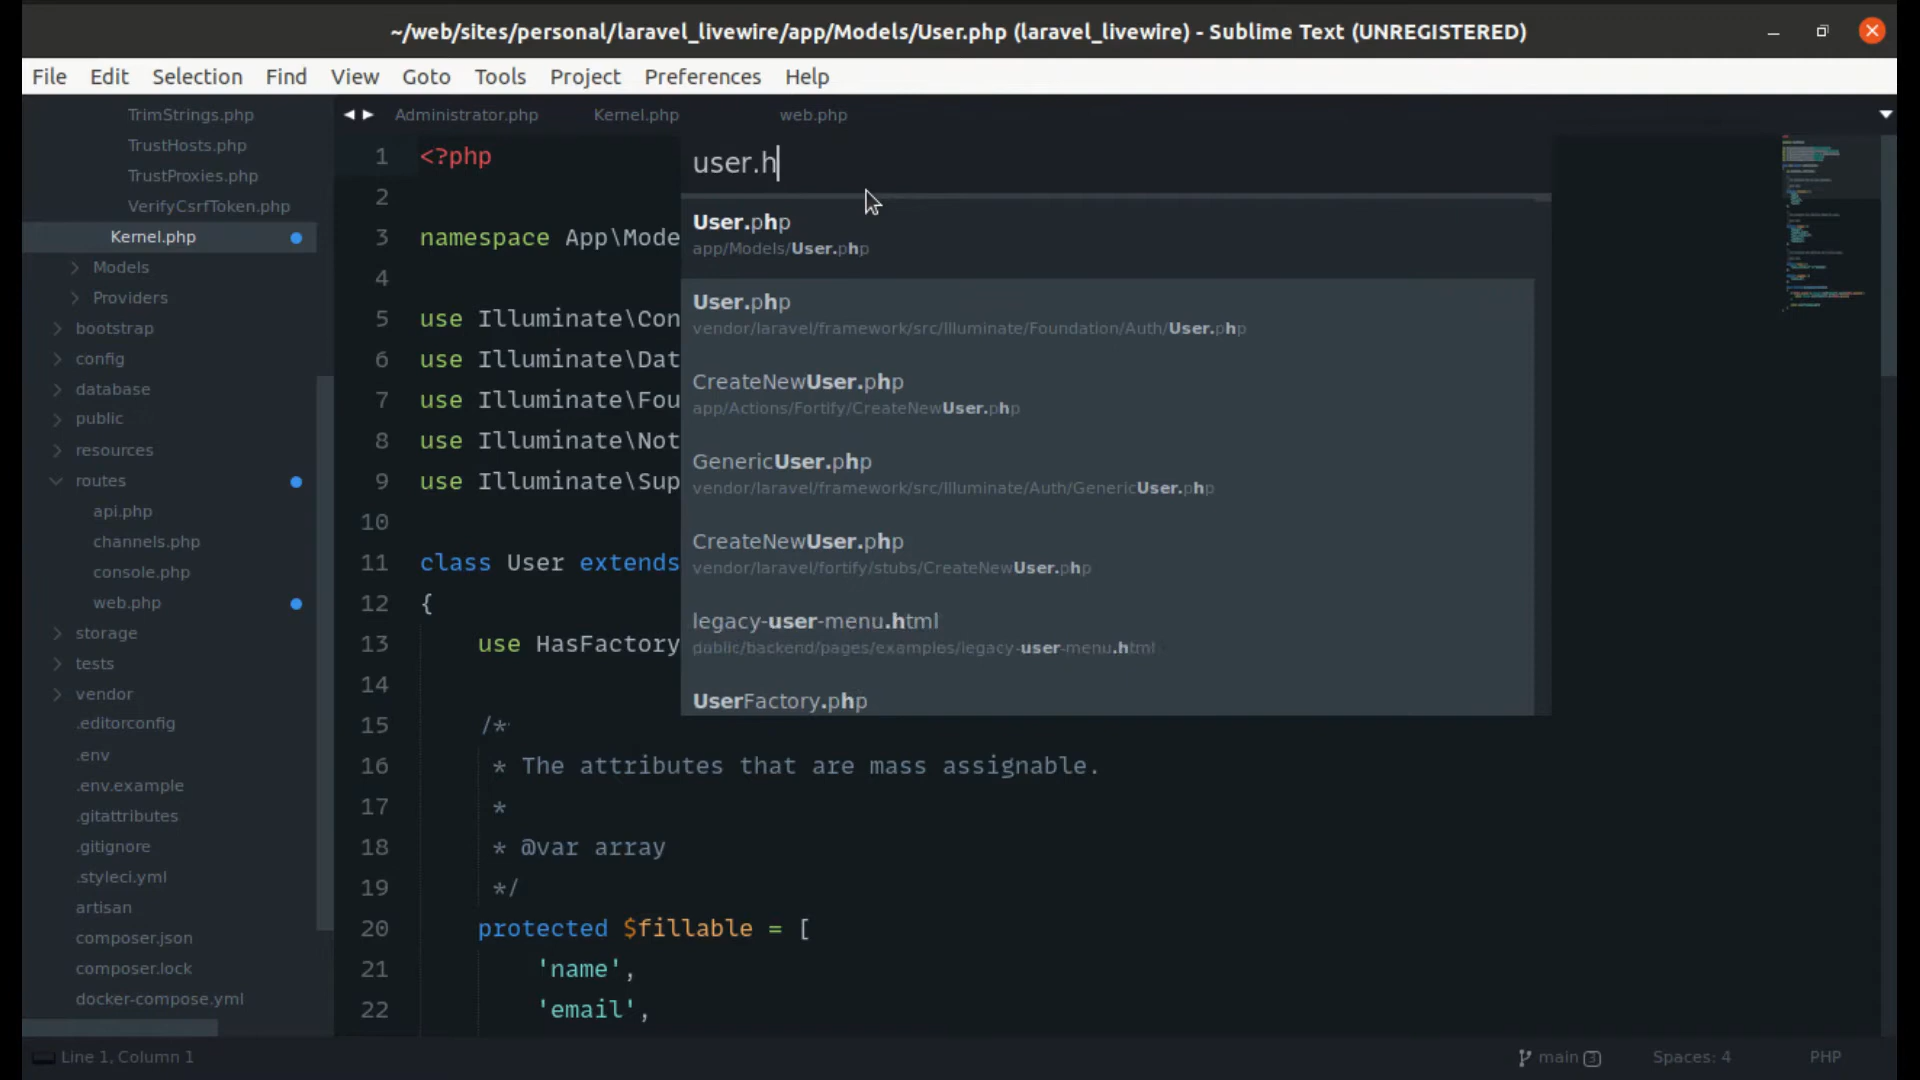 ~/web/sites/personal/laravel_livewire/app/Models/User.php (laravel_livewire) - Sublime Text (UNREGISTERED)
File Edit Selection Find View Goto Tools Project Preferences Help
TrimStrings.php
TrustHosts.php
TrustProxies.php
VerifyCsrfToken.php
Kernel.php
Models
Providers
bootstrap
config
database
public
resources
routes
api.php
channels.php
console.php
web.php
storage
tests
vendor
.editorconfig
.env
.env.example
.gitattributes
.gitignore
.styleci.yml
artisan
composer.json
composer.lock
docker-compose.yml
Administrator.php Kernel.php web.php
1 <?php
2
3 namespace App\Mode
4
5 use Illuminate\Con
6 use Illuminate\Dat
7 use Illuminate\Fou
8 use Illuminate\Not
9 use Illuminate\Sup
10
11 class User extends
12 {
13 use HasFactory
14
15 /*
16 * The attributes that are mass assignable.
17 *
18 * @var array
19 */
20 protected $fillable = [
21 'name',
22 'email',
user.h
User.php
app/Models/User.php
User.php
vendor/laravel/framework/src/Illuminate/Foundation/Auth/User.php
CreateNewUser.php
app/Actions/Fortify/CreateNewUser.php
GenericUser.php
vendor/laravel/framework/src/Illuminate/Auth/GenericUser.php
CreateNewUser.php
vendor/laravel/fortify/stubs/CreateNewUser.php
legacy-user-menu.html
public/backend/pages/examples/legacy-user-menu.html
UserFactory.php
Line 1, Column 1
main 3 Spaces: 4 PHP